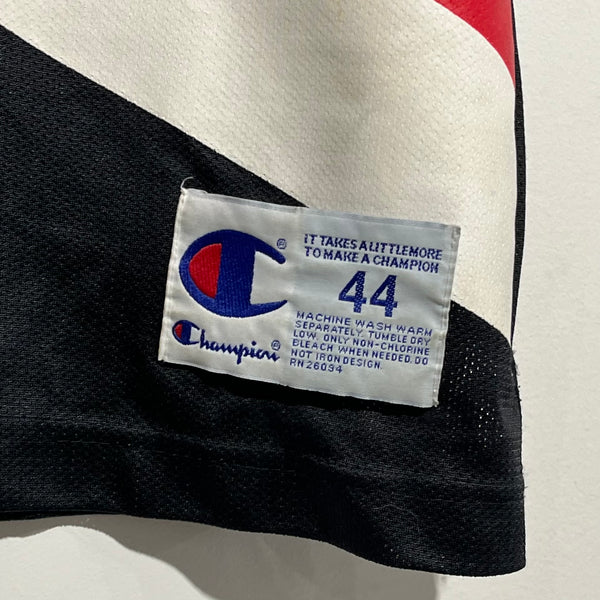 IT TAKES A LITTLE MORE
TO MAKE A CHAMPION
®
44
MACHINE WASH WARM
SEPARATELY. TUMBLE DRY
LOW. ONLY NON-CHLORINE
BLEACH WHEN NEEDED. DO
NOT IRON DESIGN.
RN 26094
Champion®